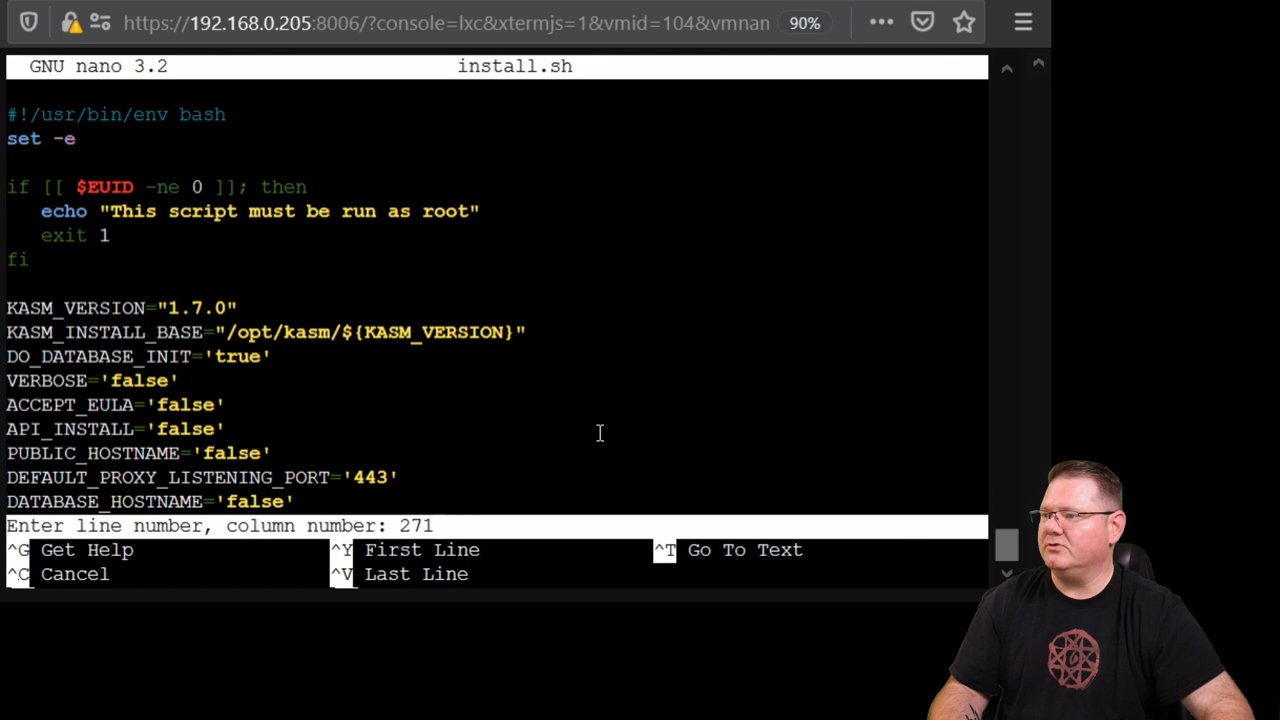 https://192.168.0.205:8006/?console=lxc&xtermjs=1&vmid=104&vmnan 90%
GNU nano 3.2 install.sh
#!/usr/bin/env bash
set -e
if [[ $EUID -ne 0 ]]; then
echo "This script must be run as root"
exit 1
fi
KASM_VERSION="1.7.0"
KASM_INSTALL_BASE="/opt/kasm/${KASM_VERSION}"
DO_DATABASE_INIT='true'
VERBOSE='false'
ACCEPT_EULA='false'
API_INSTALL='false'
PUBLIC_HOSTNAME='false'
DEFAULT_PROXY_LISTENING_PORT='443'
DATABASE_HOSTNAME='false'
Enter line number, column number: 271
^G Get Help ^Y First Line ^T Go To Text
^C Cancel ^V Last Line